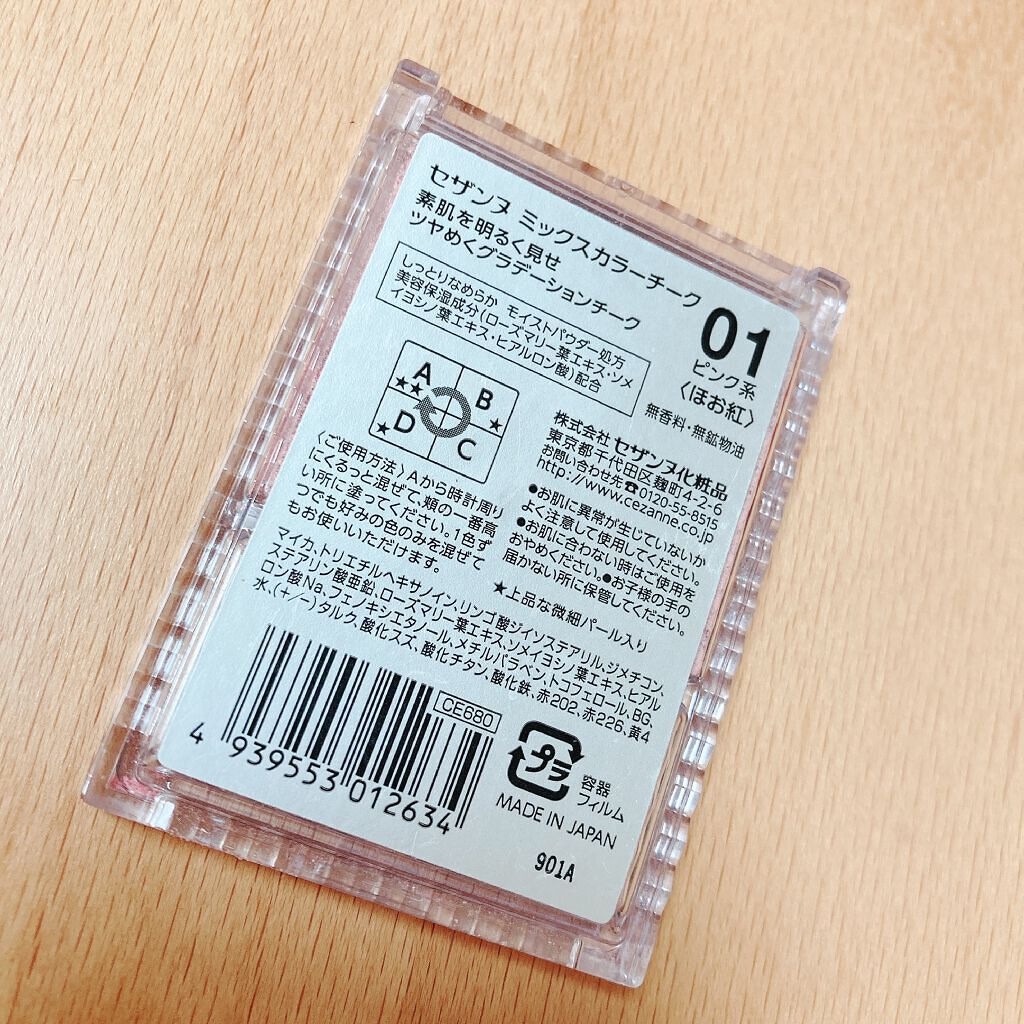 セザンヌ ミックスカラーチーク
素肌を明るく見せ
ツヤめくグラデーションチーク
01
ピンク系
〈ほお紅〉
しっとりなめらか モイストパウダー処方
美容保湿成分(ローズマリー葉エキス・ソメ
イヨシノ葉エキス・ヒアルロン酸)配合
無香料・無鉱物油
A
★★
B
★
D
★
C
〈ご使用方法〉Aから時計周り
にくるっと混ぜて、頬の一番高
い所に塗ってください。1色ず
つでも好みの色のみを混ぜて
もお使いいただけます。
株式会社 セザンヌ化粧品
東京都千代田区麹町4-2-6
お問い合わせ先☎0120-55-8515
http://www.cezanne.co.jp
●お肌に異常が生じていないか
よく注意して使用してください。
●お肌に合わない時はご使用を
おやめください。●お子様の手の
届かない所に保管してください。
★上品な微細パール入り
マイカ、トリエチルヘキサノイン、リンゴ酸ジイソステアリル、ジメチコン、
ステアリン酸亜鉛、ローズマリー葉エキス、ソメイヨシノ葉エキス、ヒアル
ロン酸Na、フェノキシエタノール、メチルパラベン、トコフェロール、BG、
水、(+/-)タルク、酸化スズ、酸化チタン、酸化鉄、赤202、赤226、黄4
CE680
4 939553 012634
プラ
容器
フィルム
MADE IN JAPAN
901A